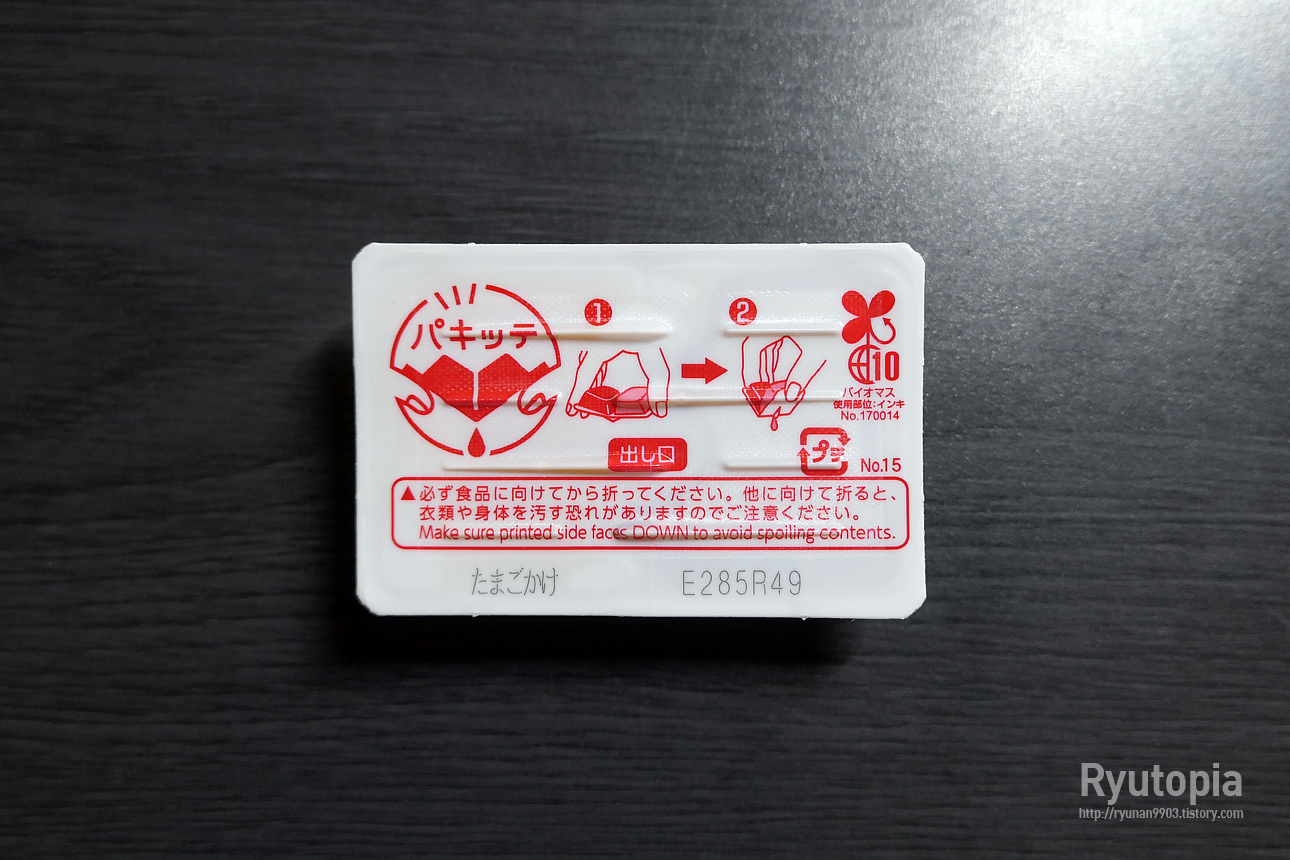 パキッテ
1
2
10
バイオマス
使用部位:インキ
No.170014
出し口
プラ
No.15
▲必ず食品に向けてから折ってください。他に向けて折ると、
衣類や身体を汚す恐れがありますのでご注意ください。
Make sure printed side faces DOWN to avoid spoiling contents.
たまごかけ
E285R49
Ryutopia
http://ryunan9903.tistory.com